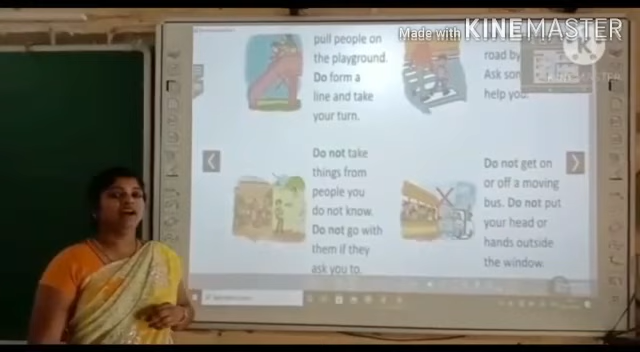 Made with KINEMASTER
pull people on
the playground.
Do form a
line and take
your turn.
road by
Ask som
help you.
Do not take
things from
people you
do not know.
Do not go with
them if they
ask you to.
Do not get on
or off a moving
bus. Do not put
your head or
hands outside
the window.